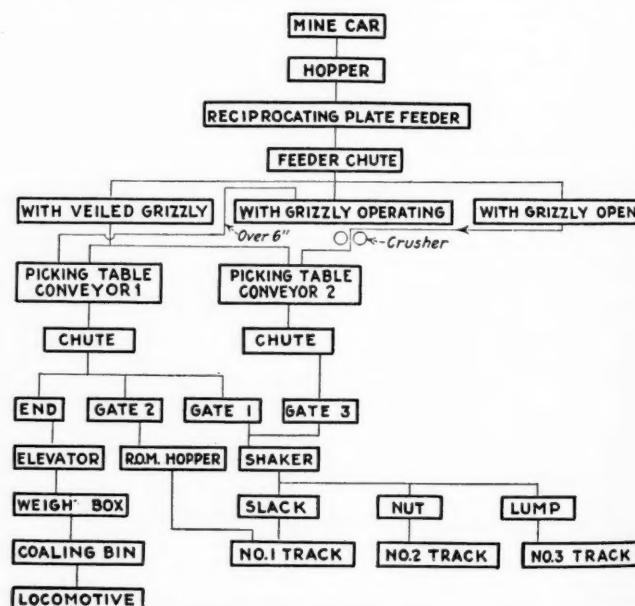 MINE CAR
HOPPER
RECIPROCATING PLATE FEEDER
FEEDER CHUTE
WITH VEILED GRIZZLY
WITH GRIZZLY OPERATING
WITH GRIZZLY OPEN
Over 6"
Crusher
PICKING TABLE
CONVEYOR 1
PICKING TABLE
CONVEYOR 2
CHUTE
CHUTE
END
GATE 2
GATE 1
GATE 3
ELEVATOR
R.O.M. HOPPER
SHAKER
WEIGH BOX
SLACK
NUT
LUMP
COALING BIN
NO.1 TRACK
NO.2 TRACK
NO.3 TRACK
LOCOMOTIVE